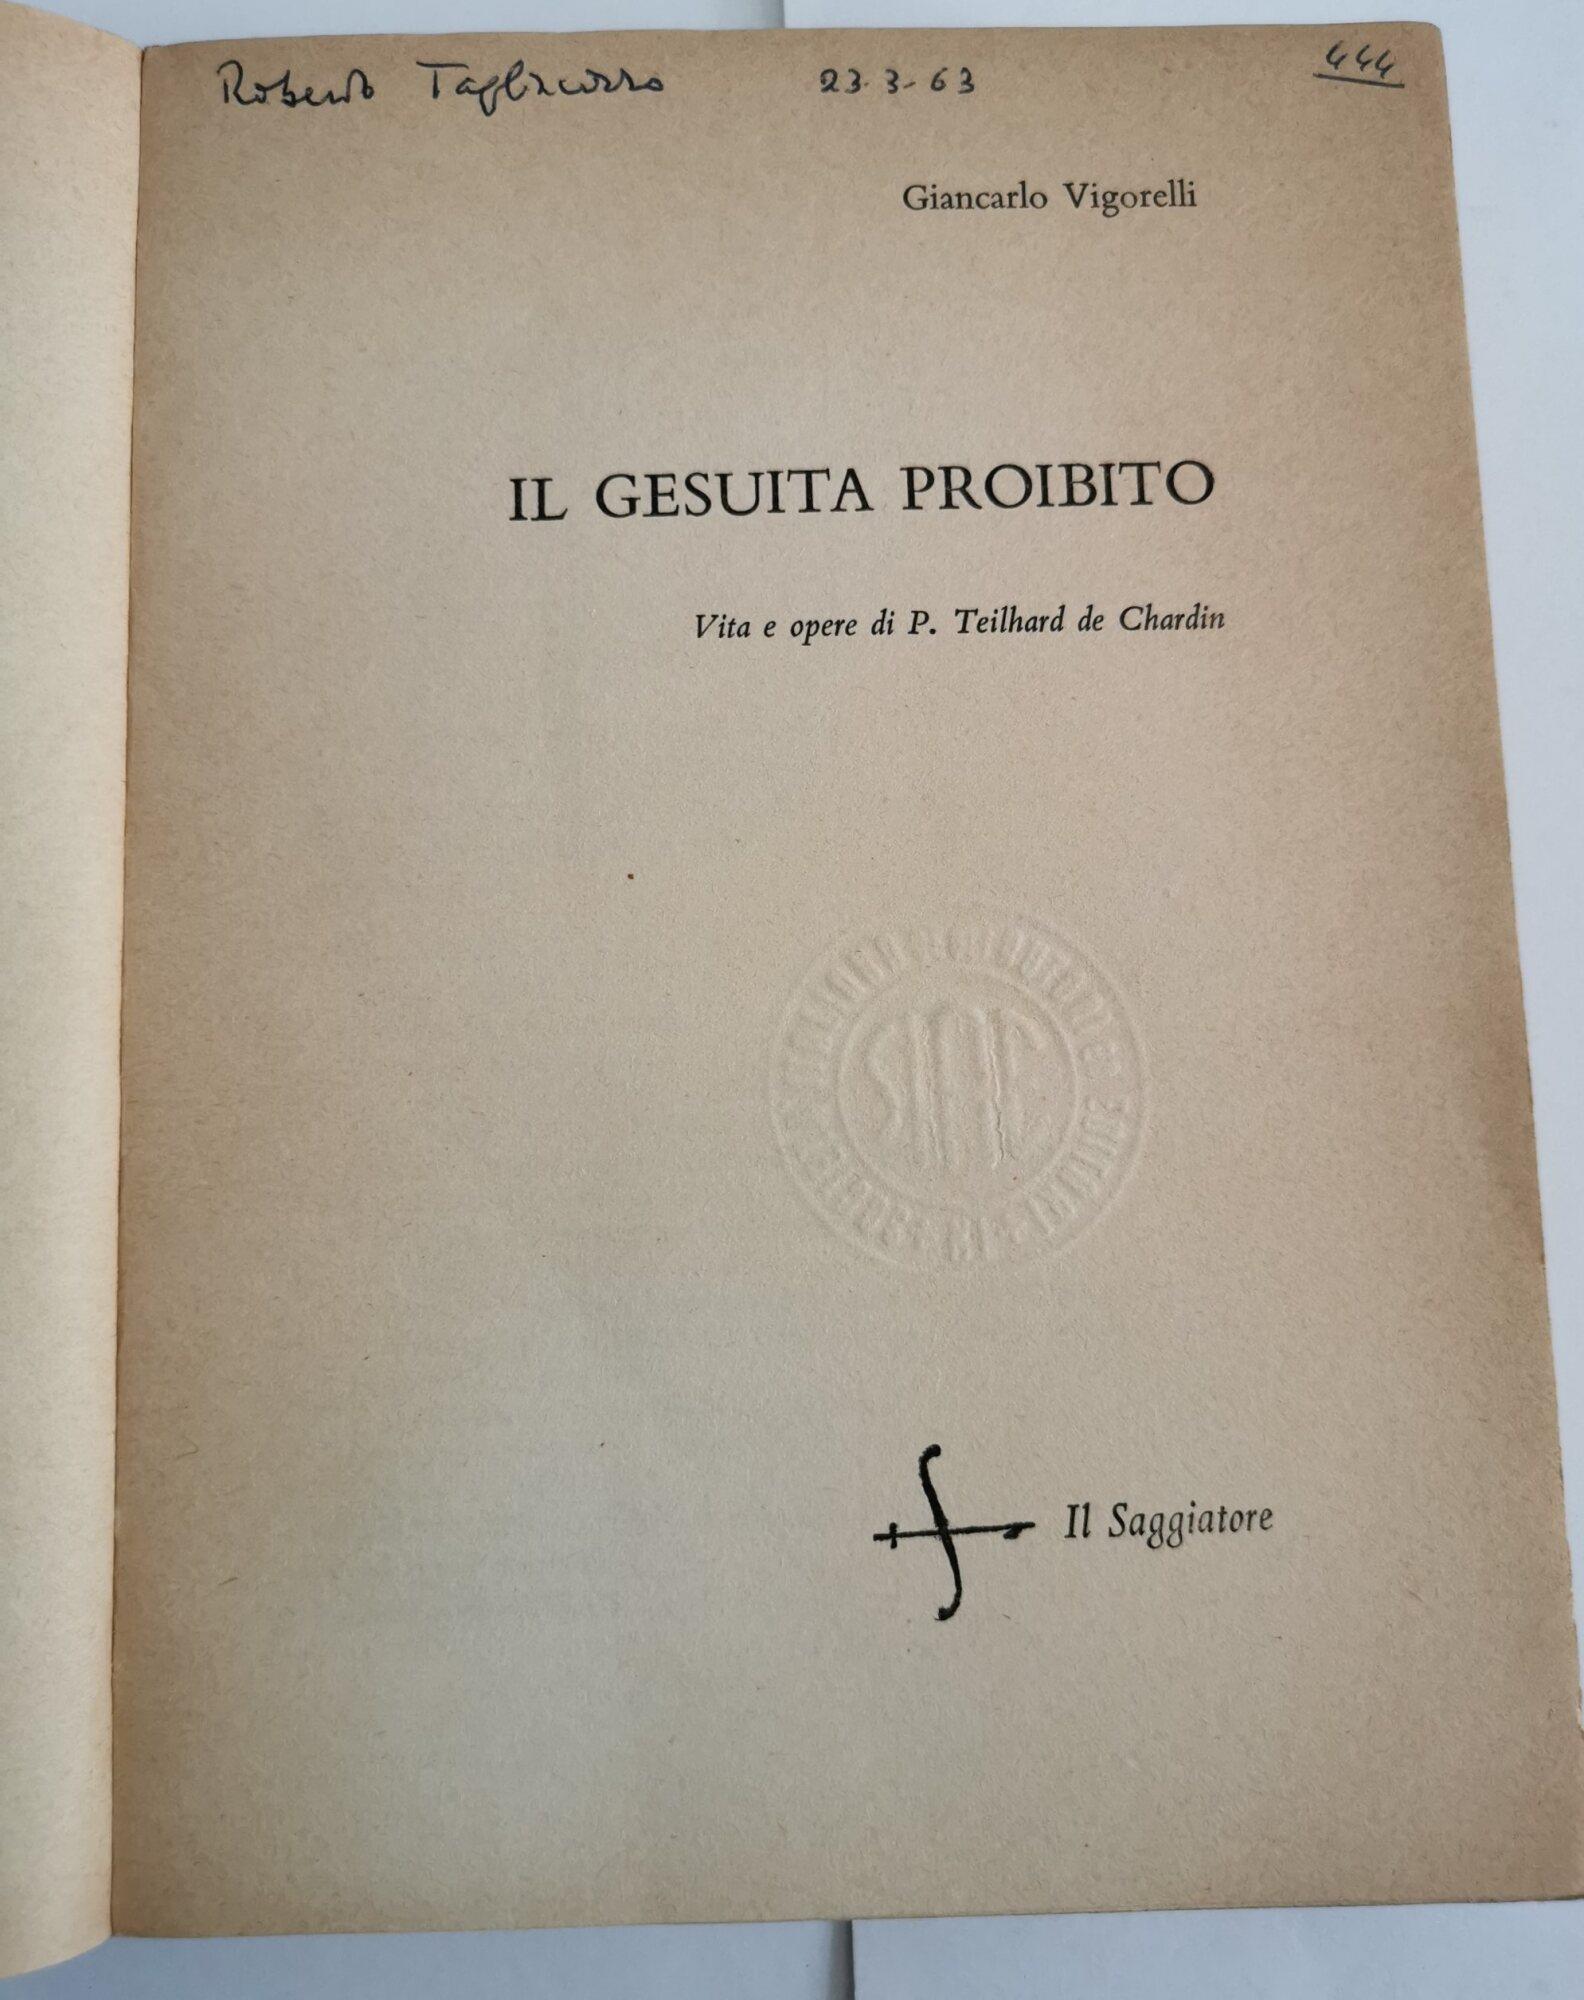 Roberto Tagliacozzo 23-3-63 444
Giancarlo Vigorelli
IL GESUITA PROIBITO
Vita e opere di P. Teilhard de Chardin
SIAE
Il Saggiatore